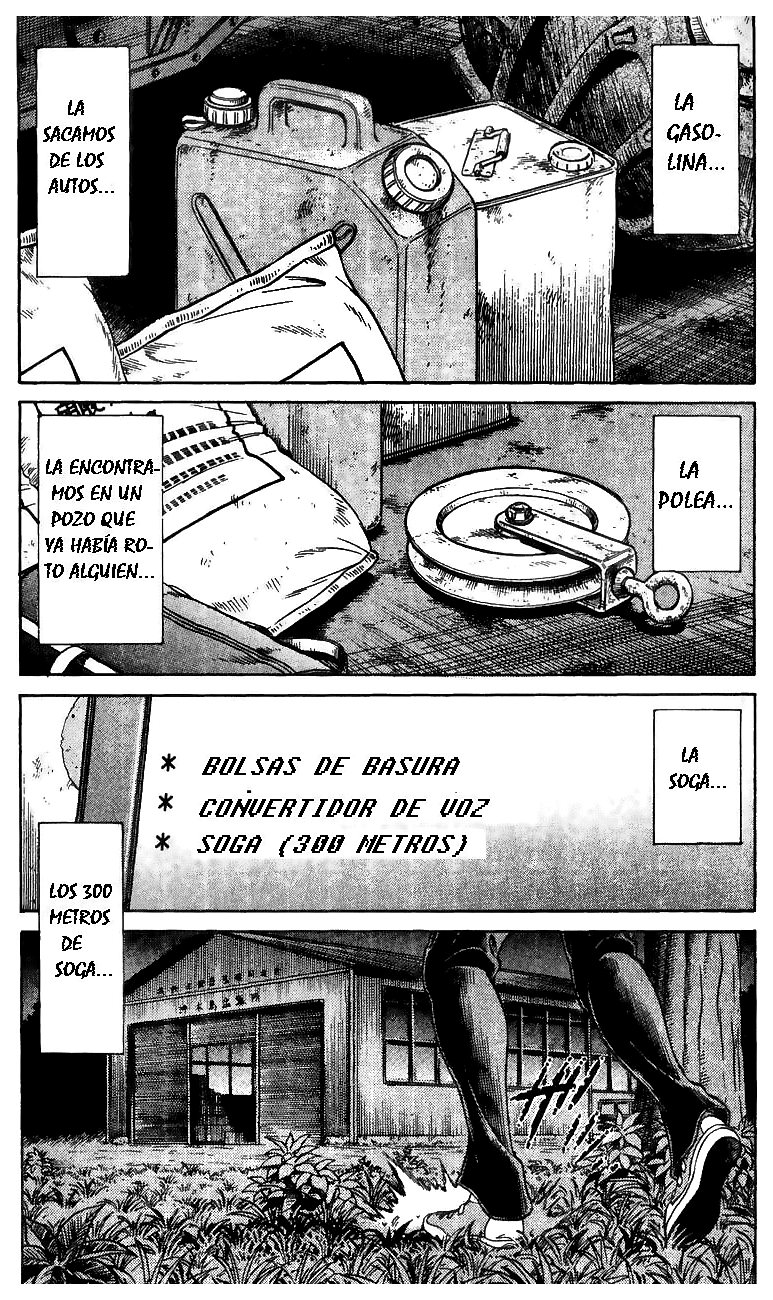 LA
GASO-
LINA...
LA
SACAMOS
DE LOS
AUTOS...
LA
POLEA...
LA ENCONTRA-
MOS EN UN
POZO QUE
YA HABÍA RO-
TO ALGUIEN...
LA
SOGA...
* BOLSAS DE BASURA
* CONVERTIDOR DE VOZ
* SOGA (300 METROS)
LOS 300
METROS
DE
SOGA...